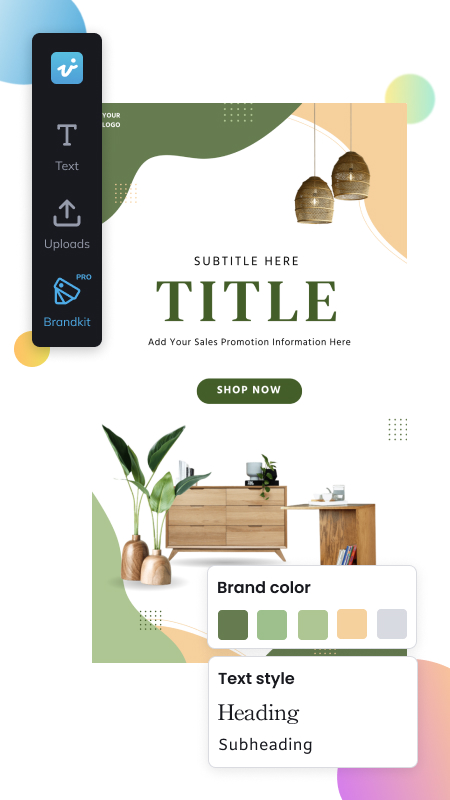 YOUR
LOGO
Text
Uploads
PRO
Brandkit
SUBTITLE HERE
TITLE
Add Your Sales Promotion Information Here
SHOP NOW
Brand color
Text style
Heading
Subheading